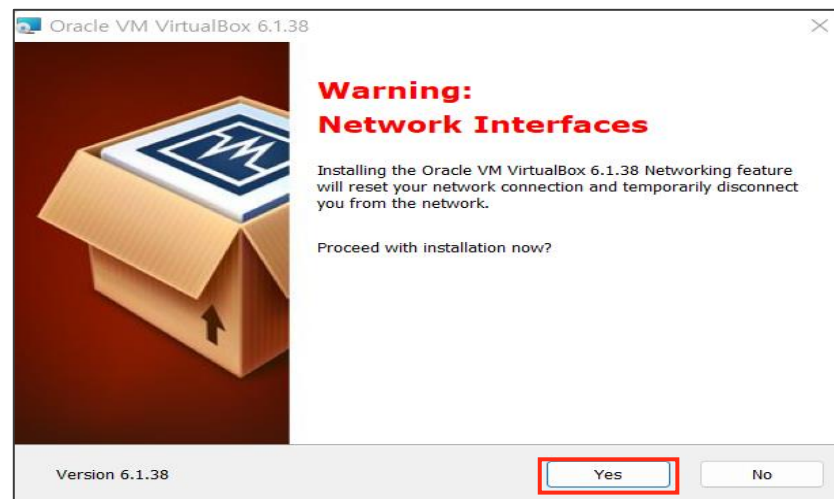 Oracle VM VirtualBox 6.1.38
Warning:
Network Interfaces
Installing the Oracle VM VirtualBox 6.1.38 Networking feature
will reset your network connection and temporarily disconnect
you from the network.
Proceed with installation now?
Version 6.1.38
Yes
No